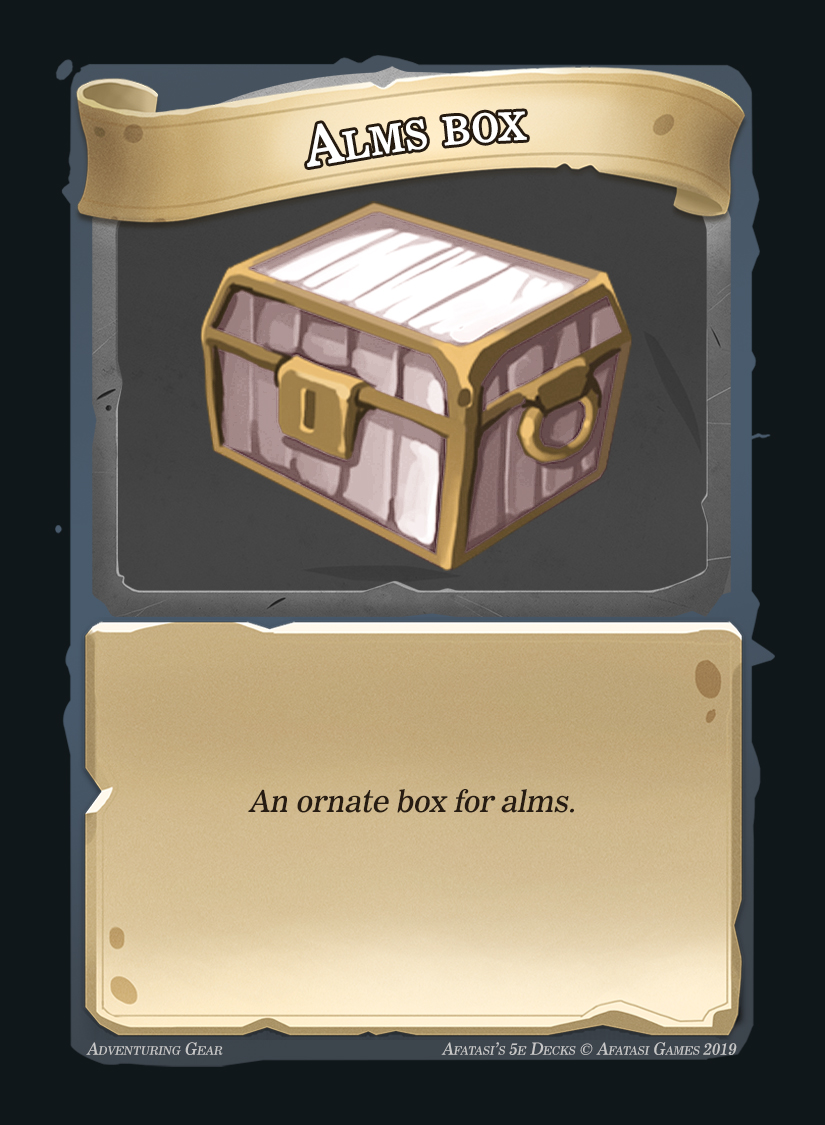 Alms box
An ornate box for alms.
Adventuring Gear
Afatasi's 5e Decks © Afatasi Games 2019